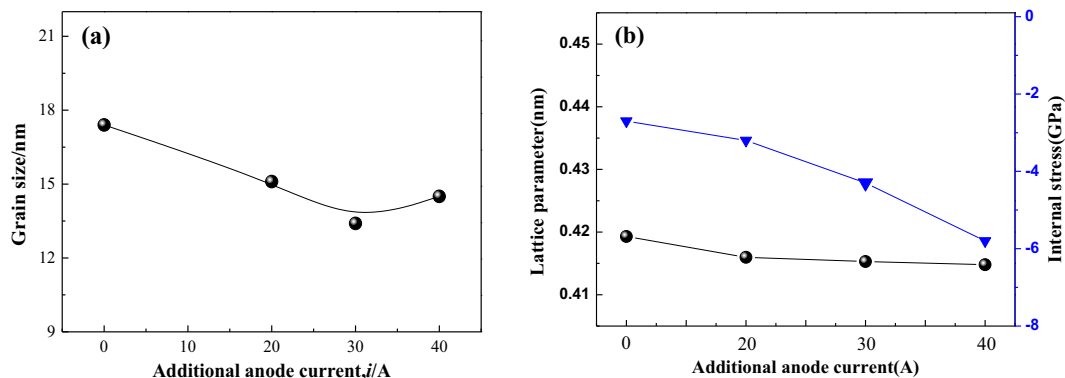 (a)
Grain size/nm
21
18
15
12
9
0 10 20 30 40
Additional anode current,i/A
(b)
Lattice parameter(nm)
0.45
0.44
0.43
0.42
0.41
0 20 30 40
Additional anode current(A)
0
-2
-4
-6
-8
Internal stress(GPa)